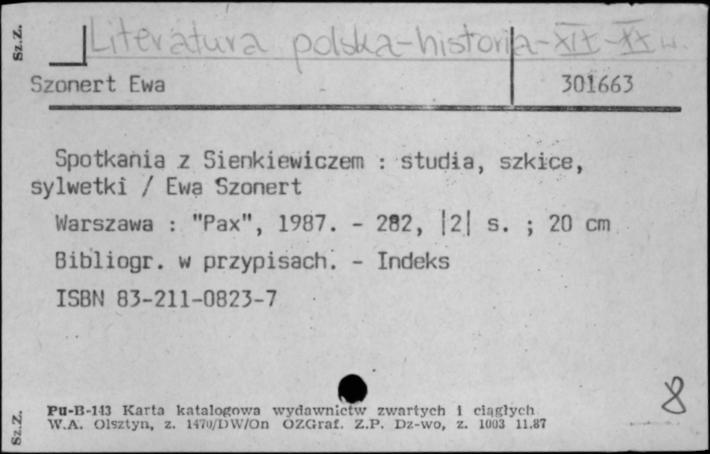 Sz.Z.
Literatura polska-historia-XIX-XX w.
Szonert Ewa 301663
Spotkania z Sienkiewiczem : studia, szkice,
sylwetki / Ewa Szonert
Warszawa : "Pax", 1987. - 282, |2| s. ; 20 cm
Bibliogr. w przypisach. - Indeks
ISBN 83-211-0823-7
8
Pu-B-143 Karta katalogowa wydawnictw zwartych i ciągłych
Sz.Z. W.A. Olsztyn, z. 1470/DW/On OZGraf. Z.P. Dz-wo, z. 1003 11.87